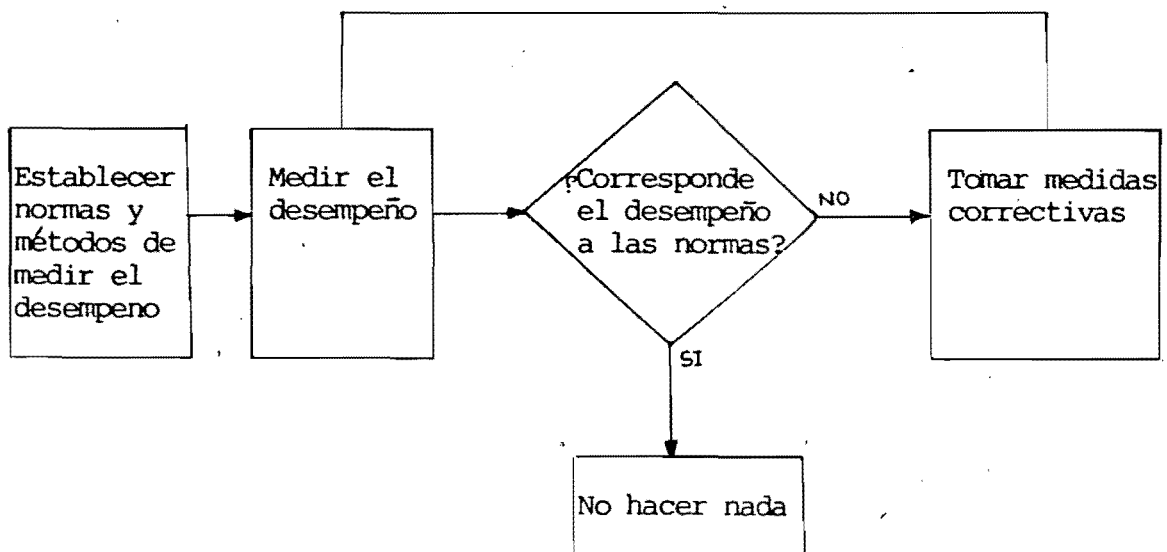 Establecer
normas y
métodos de
medir el
desempeno
Medir el
desempeño
¿Corresponde
el desempeño
a las normas?
NO
Tomar medidas
correctivas
SI
No hacer nada